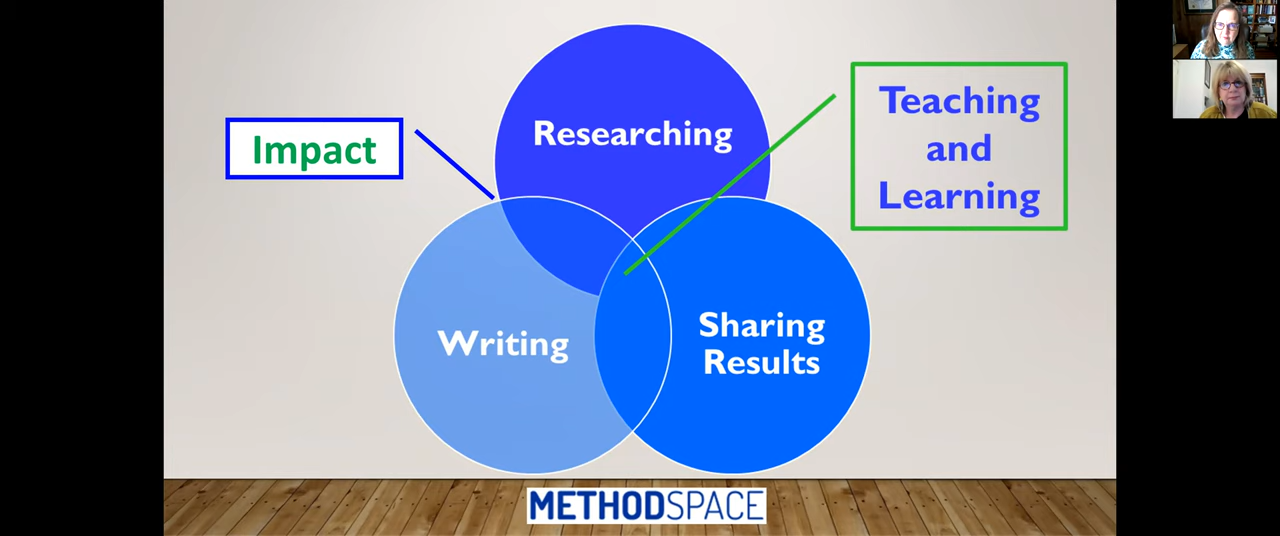 Researching
Impact
Teaching
and
Learning
Writing
Sharing
Results
METHODSPACE